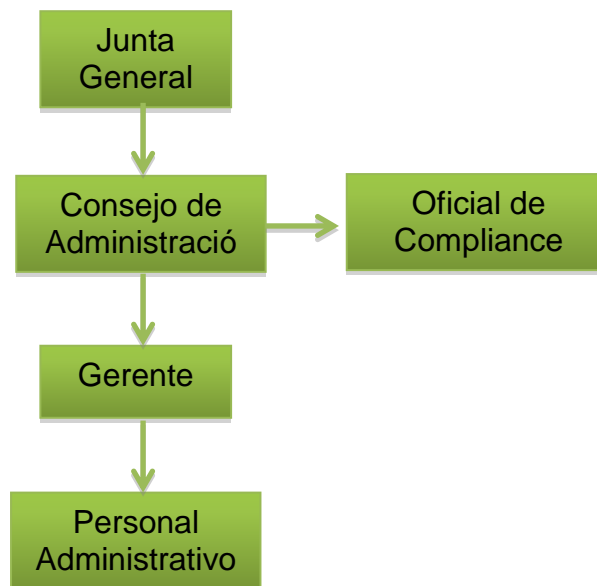 Junta
General
Consejo de
Administració
Oficial de
Compliance
Gerente
Personal
Administrativo